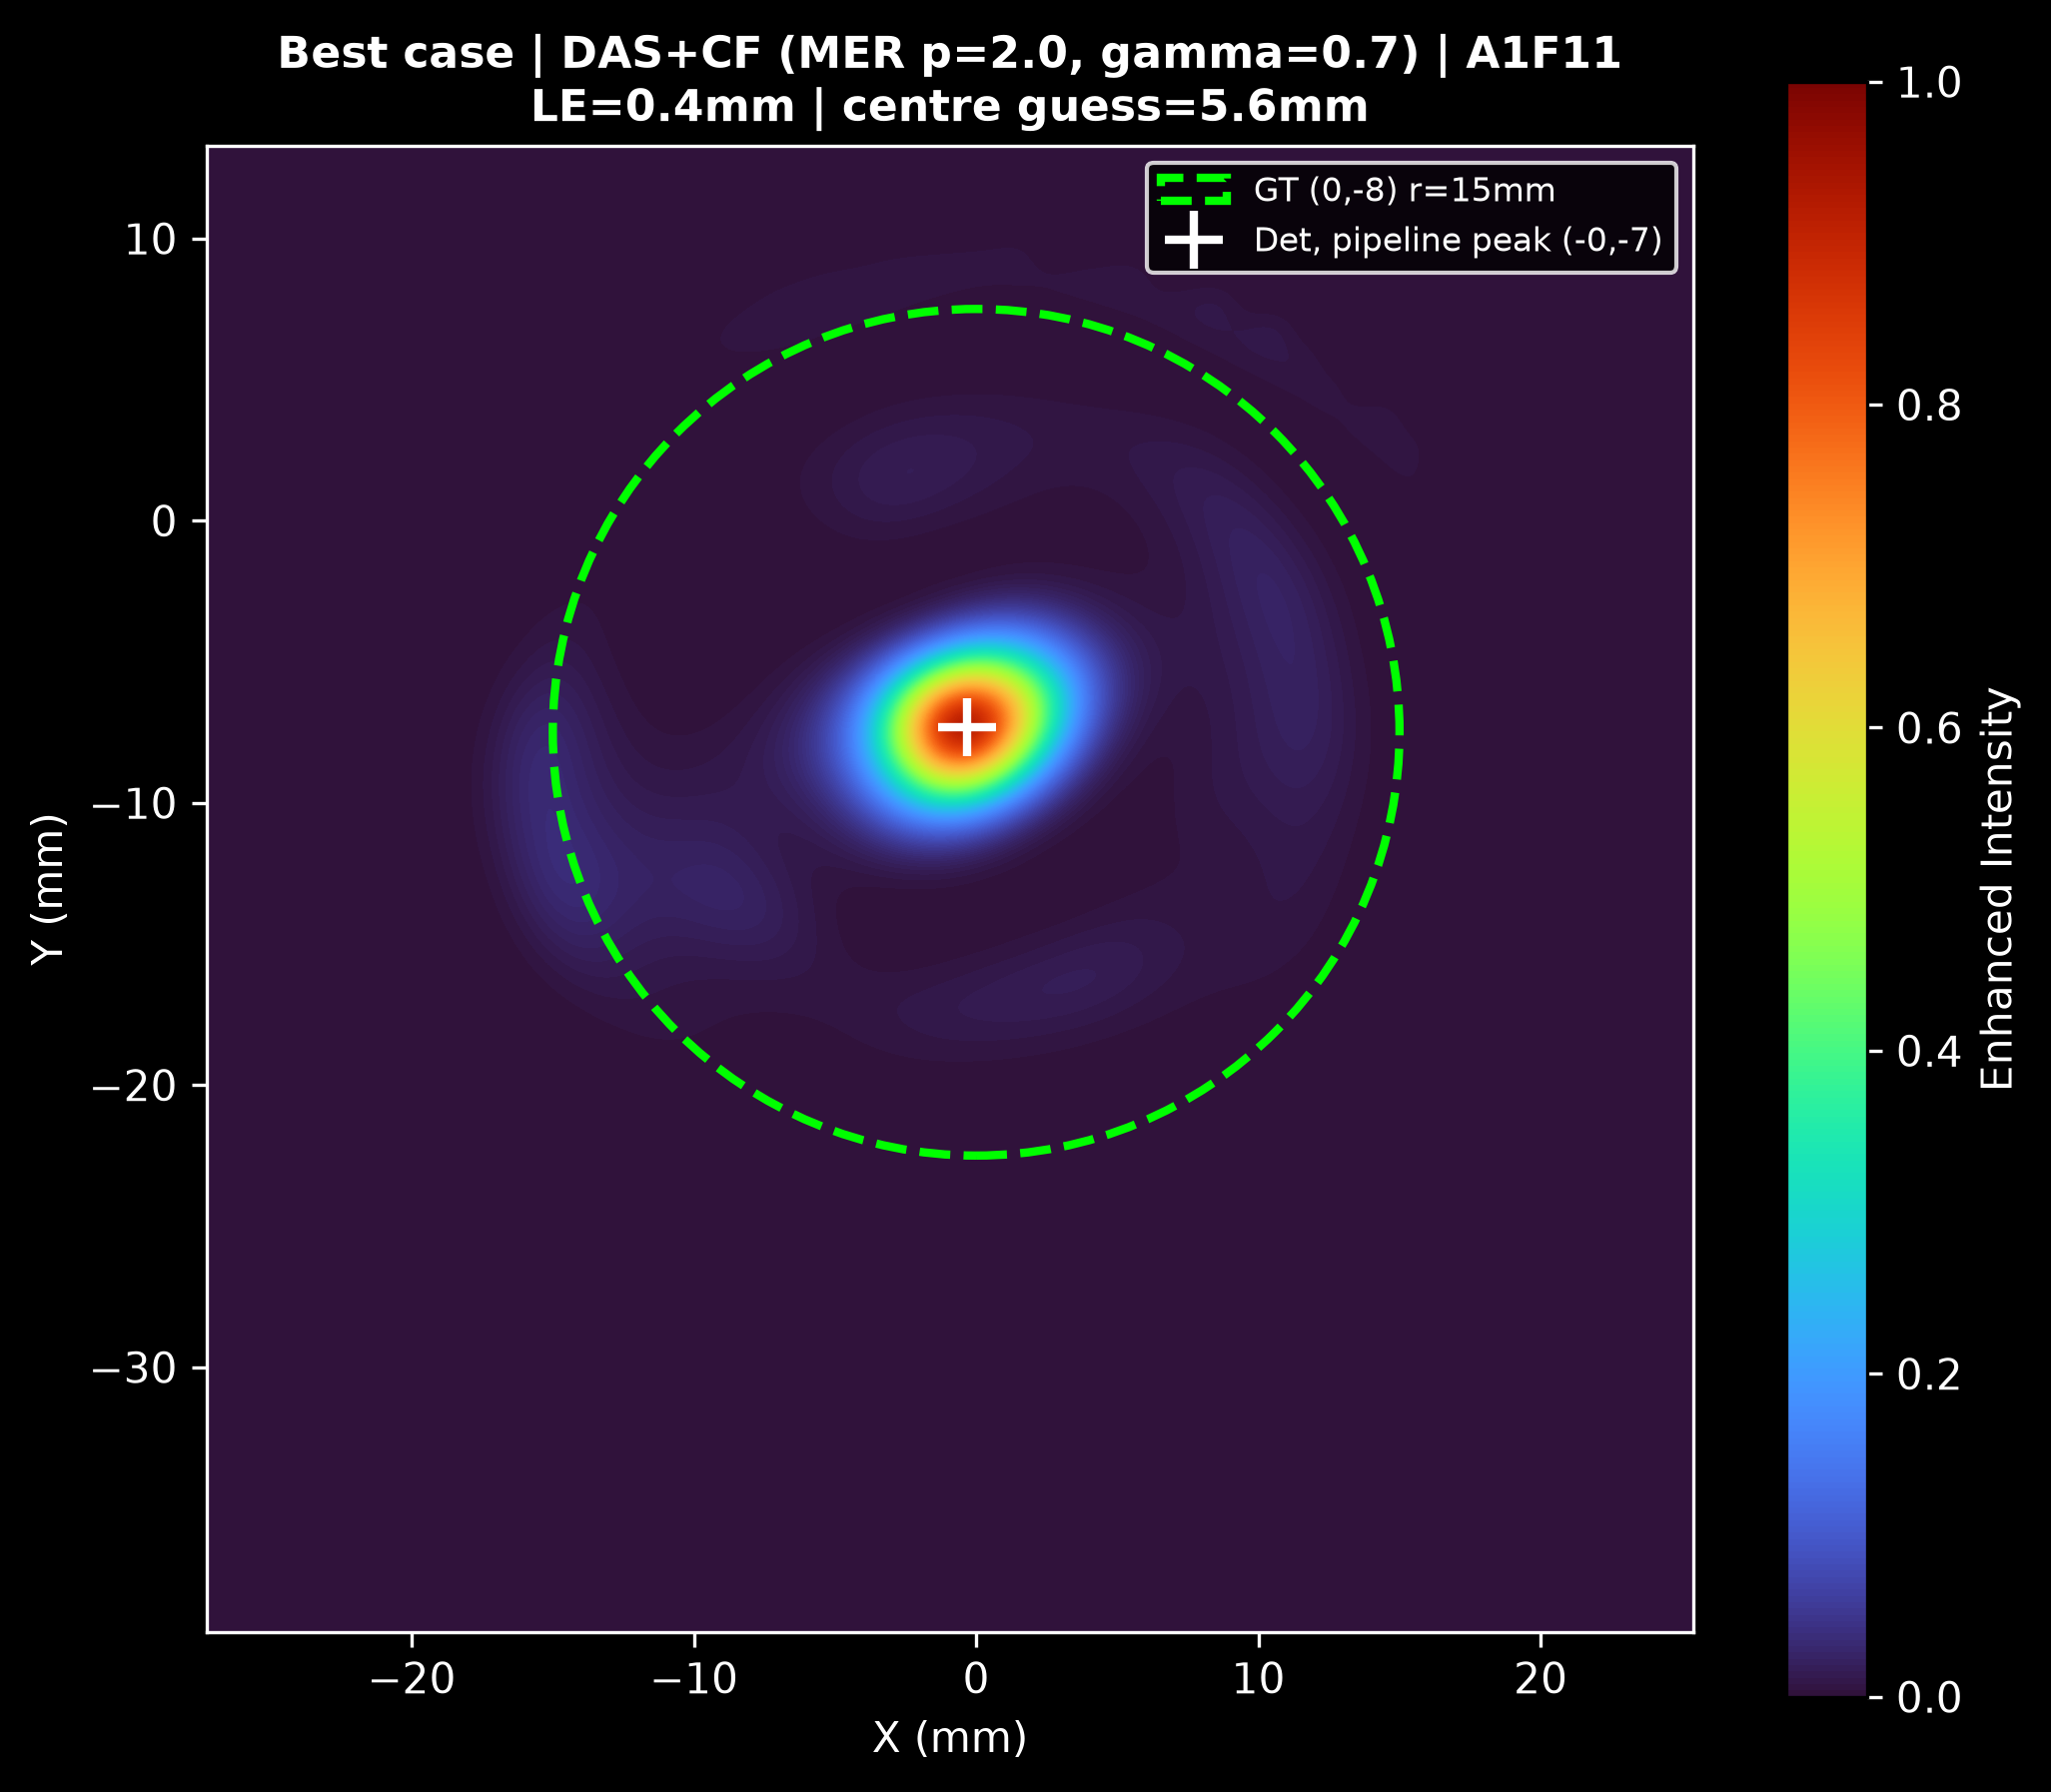 Best case | DAS+CF (MER p=2.0, gamma=0.7) | A1F11
LE=0.4mm | centre guess=5.6mm
GT (0,-8) r=15mm
Det, pipeline peak (-0,-7)
10
0
−10
−20
−30
Y (mm)
−20
−10
0
10
20
X (mm)
1.0
0.8
0.6
0.4
0.2
0.0
Enhanced Intensity